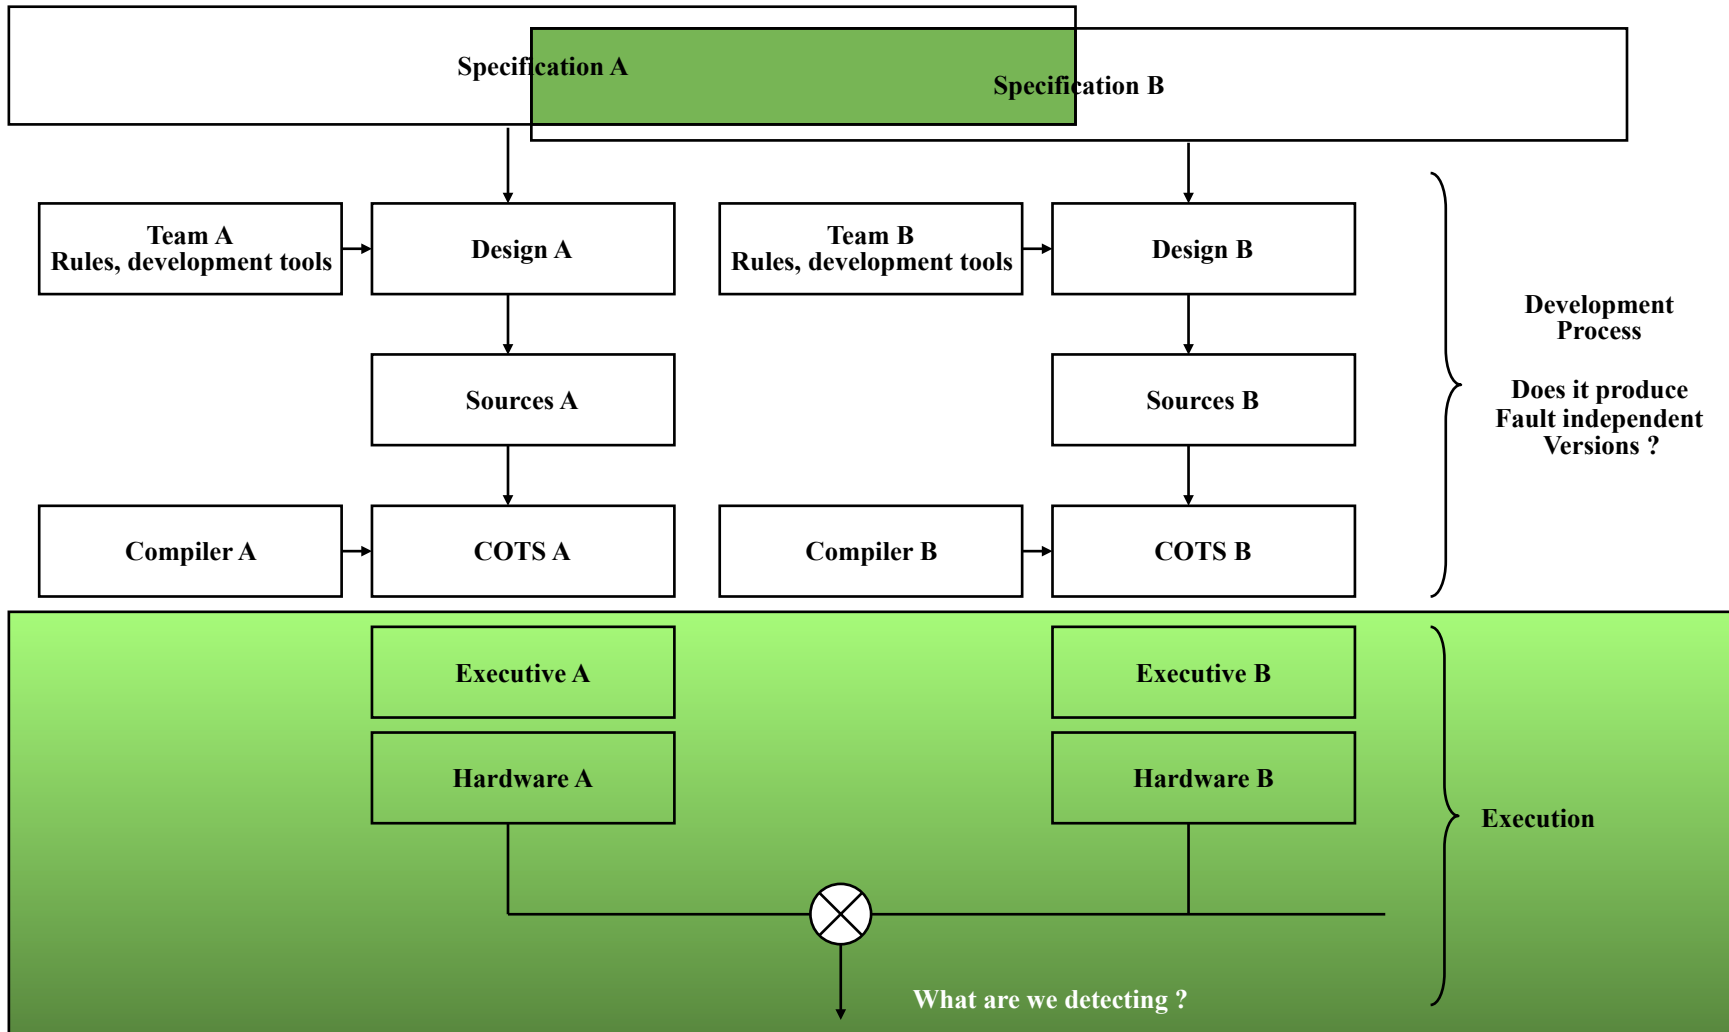 Specification A
Specification B
Team A
Rules, development tools
Design A
Team B
Rules, development tools
Design B
Development
Process
Does it produce
Fault independent
Versions ?
Sources A
Sources B
Compiler A
COTS A
Compiler B
COTS B
Executive A
Executive B
Hardware A
Hardware B
Execution
What are we detecting ?